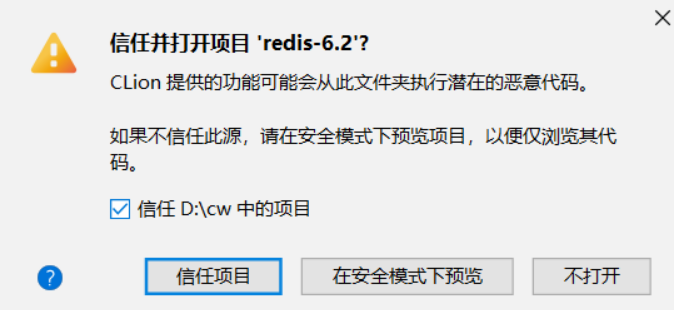 信任并打开项目 'redis-6.2'?
CLion 提供的功能可能会从此文件夹执行潜在的恶意代码。
如果不信任此源，请在安全模式下预览项目，以便仅浏览其代
码。
信任 D:\cw 中的项目
? 信任项目 在安全模式下预览 不打开